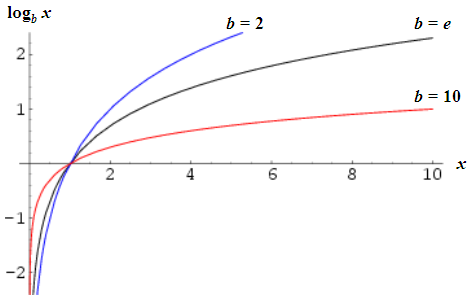 log_b x
b = 2
b = e
2
1
b = 10
2 4 6 8 10 x
−1
−2